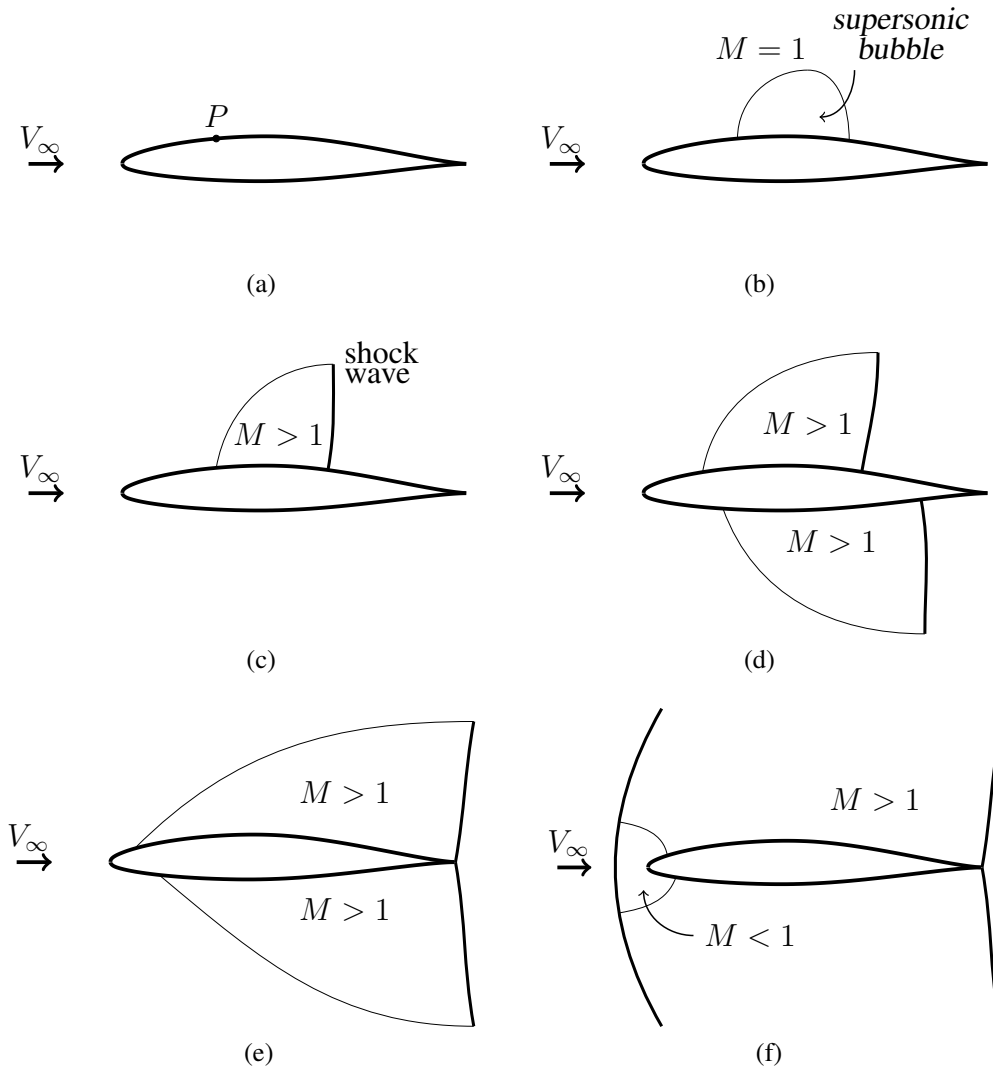 P
V∞
(a)
supersonic
bubble
M = 1
V∞
(b)
shock
wave
M > 1
V∞
(c)
M > 1
V∞
M > 1
(d)
M > 1
V∞
M > 1
(e)
M > 1
V∞
M < 1
(f)